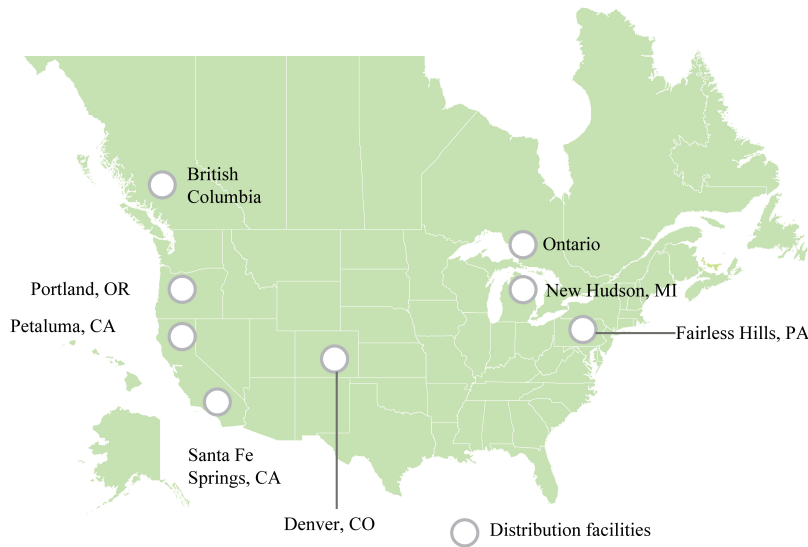 British
Columbia
Ontario
Portland, OR
New Hudson, MI
Petaluma, CA
Fairless Hills, PA
Santa Fe
Springs, CA
Denver, CO
Distribution facilities